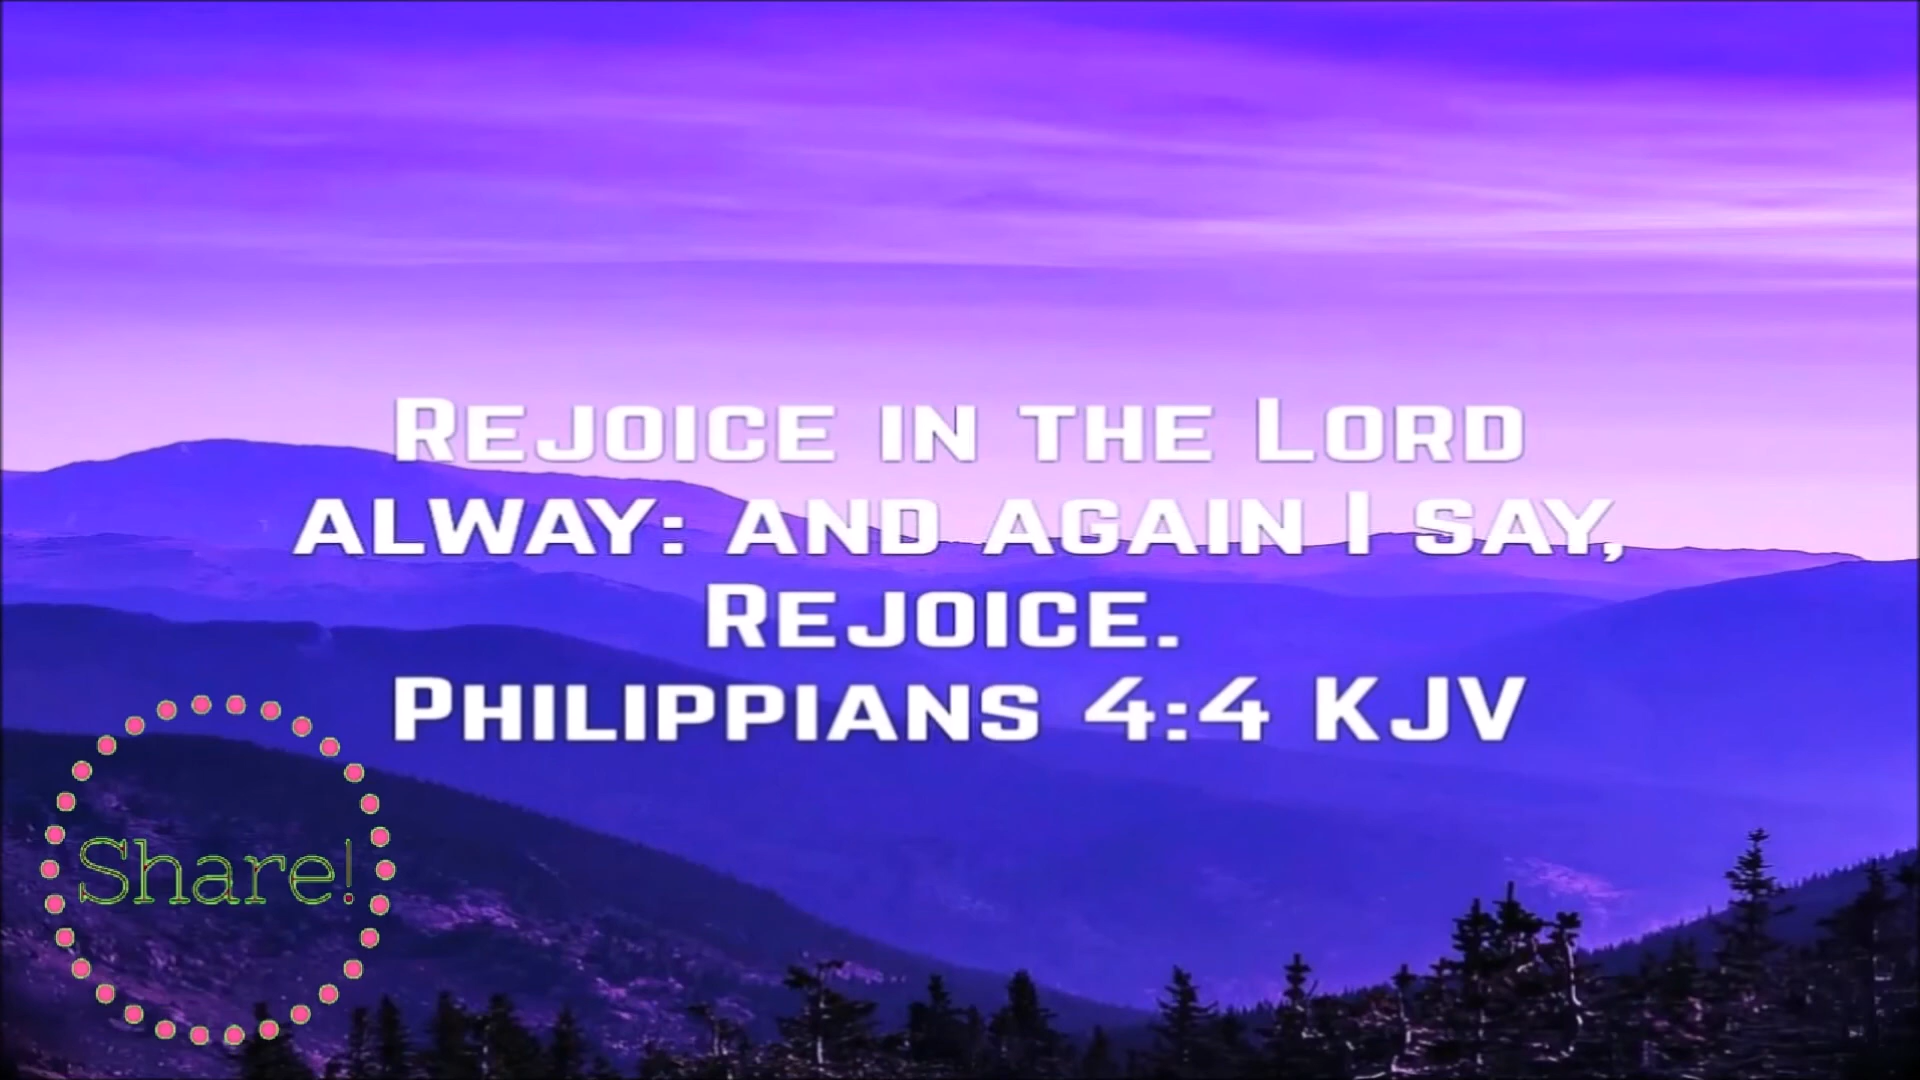 Rejoice in the Lord
alway: and again I say,
Rejoice.
Philippians 4:4 KJV
Share!